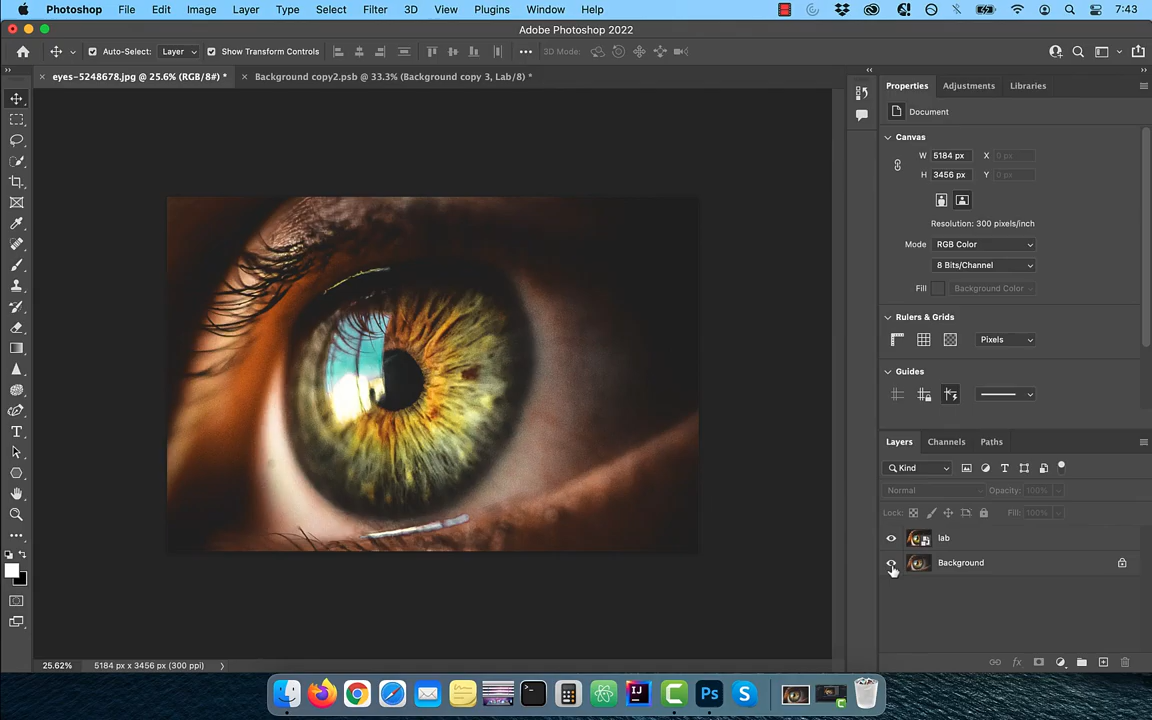 Photoshop File Edit Image Layer Type Select Filter 3D View Plugins Window Help 7:43
Adobe Photoshop 2022
Auto-Select: Layer Show Transform Controls 3D Mode:
eyes-5248678.jpg @ 25.6% (RGB/8#) * Background copy2.psb @ 33.3% (Background copy 3, Lab/8) *
Properties Adjustments Libraries
Document
Canvas
W 5184 px X 0 px
H 3456 px Y 0 px
Resolution: 300 pixels/inch
Mode RGB Color
8 Bits/Channel
Fill Background Color
Rulers & Grids
Pixels
Guides
Layers Channels Paths
Kind
Normal Opacity: 100%
Lock: Fill: 100%
lab
Background
25.62% 5184 px x 3456 px (300 ppi)